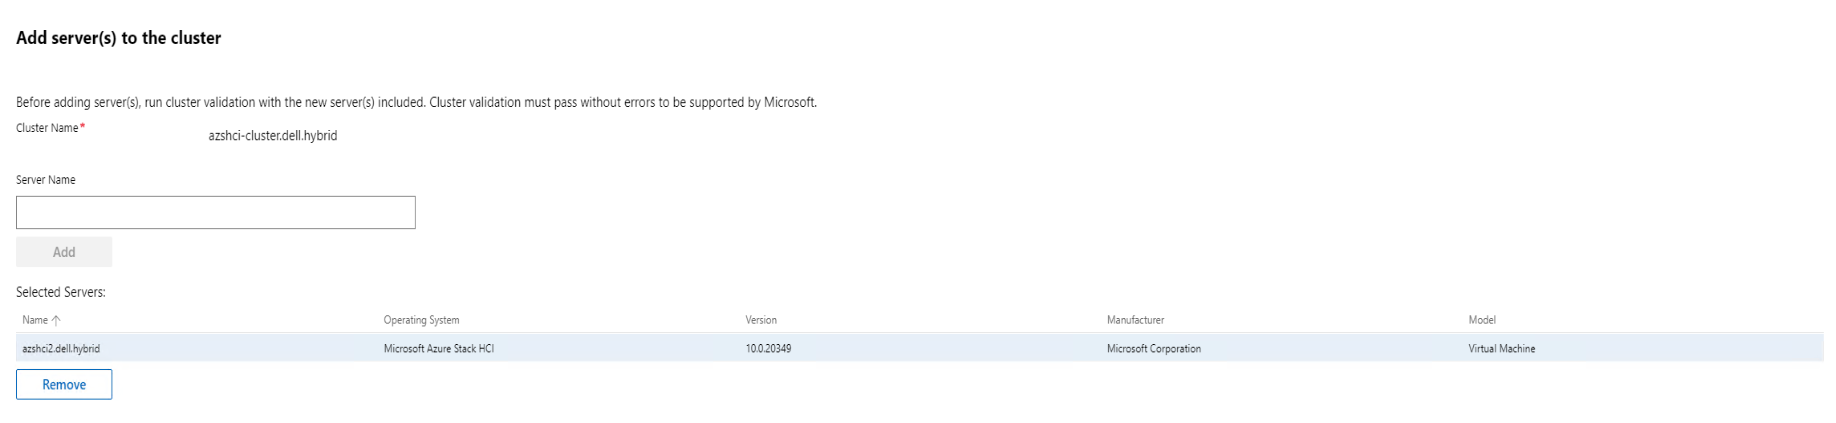 Add server(s) to the cluster
Before adding server(s), run cluster validation with the new server(s) included. Cluster validation must pass without errors to be supported by Microsoft.
Cluster Name*
azshci-cluster.dell.hybrid
Server Name
Add
Selected Servers:
Name ↑ Operating System Version Manufacturer Model
azshci2.dell.hybrid Microsoft Azure Stack HCI 10.0.20349 Microsoft Corporation Virtual Machine
Remove